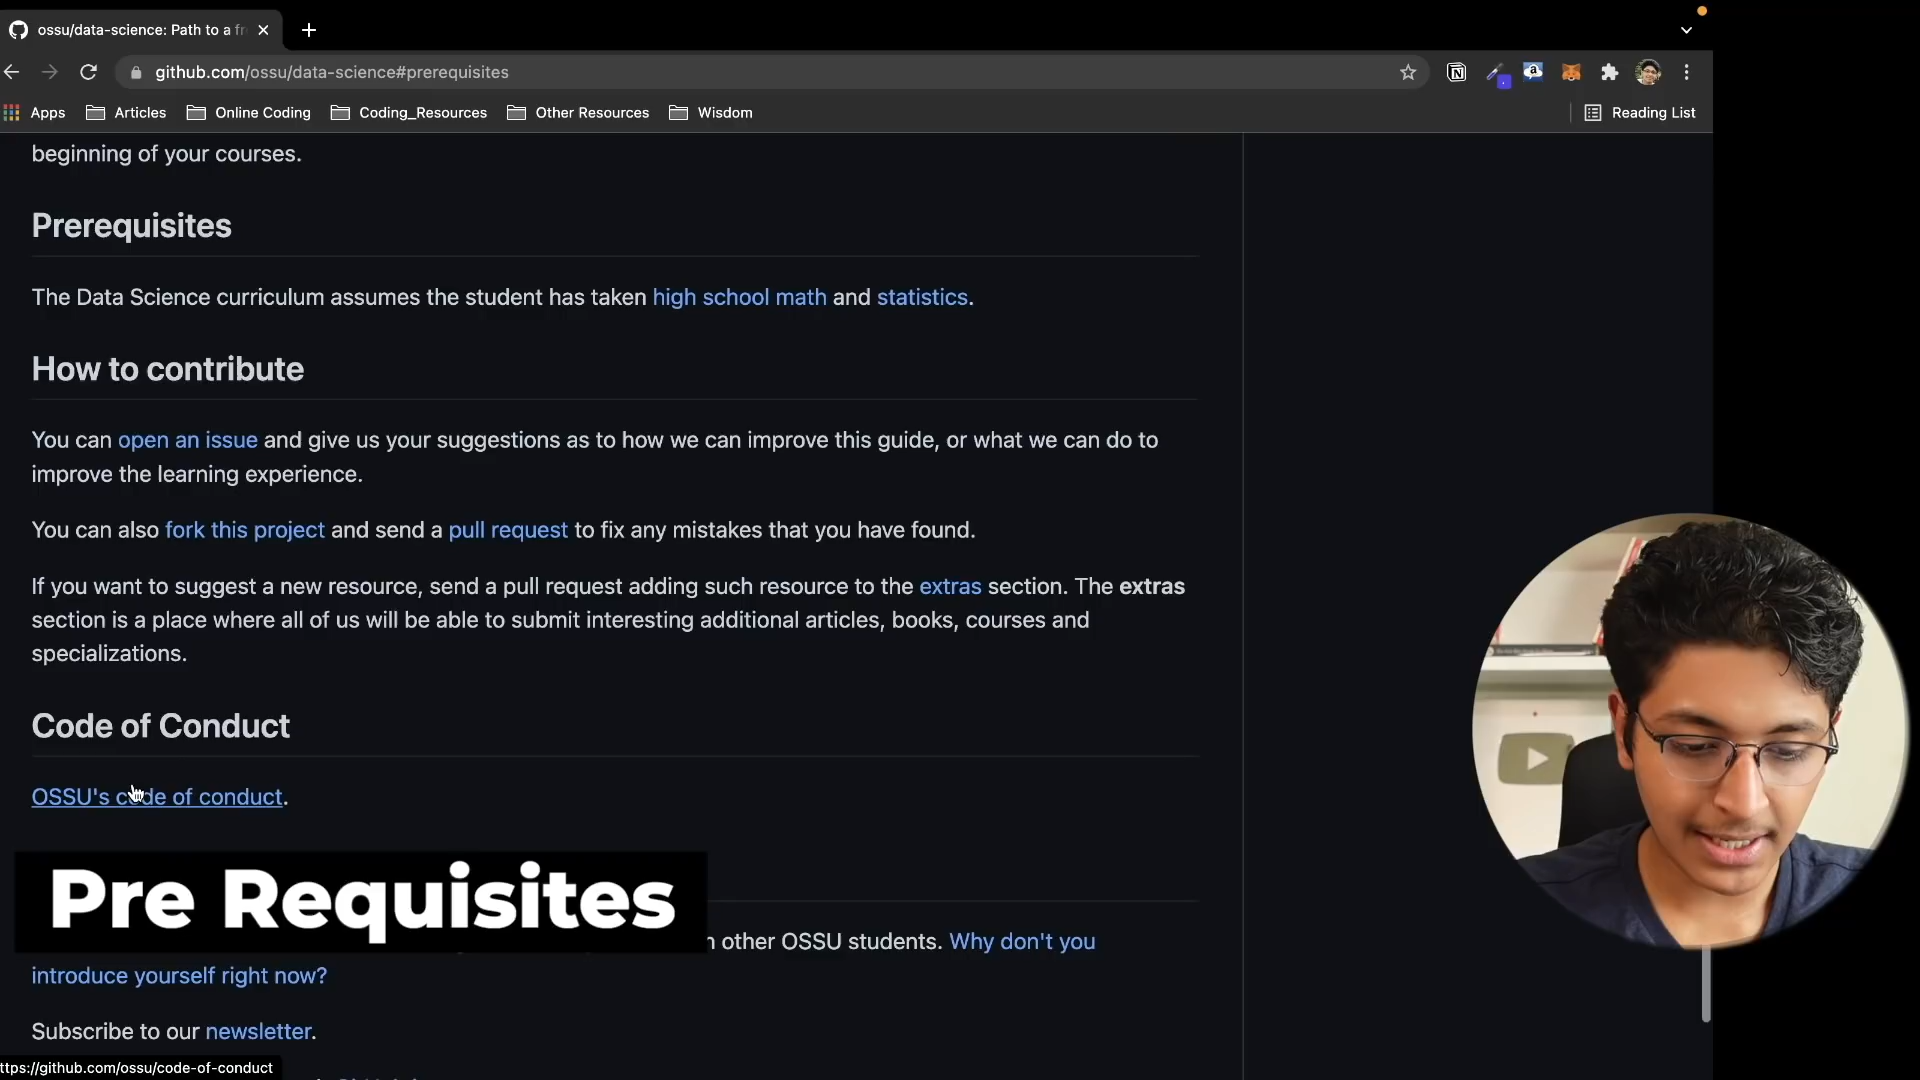 ossu/data-science: Path to a fr
github.com/ossu/data-science#prerequisites
Apps Articles Online Coding Coding_Resources Other Resources Wisdom Reading List
beginning of your courses.
Prerequisites
The Data Science curriculum assumes the student has taken high school math and statistics.
How to contribute
You can open an issue and give us your suggestions as to how we can improve this guide, or what we can do to
improve the learning experience.
You can also fork this project and send a pull request to fix any mistakes that you have found.
If you want to suggest a new resource, send a pull request adding such resource to the extras section. The extras
section is a place where all of us will be able to submit interesting additional articles, books, courses and
specializations.
Code of Conduct
OSSU's code of conduct.
Pre Requisites
other OSSU students. Why don't you
introduce yourself right now?
Subscribe to our newsletter.
ttps://github.com/ossu/code-of-conduct